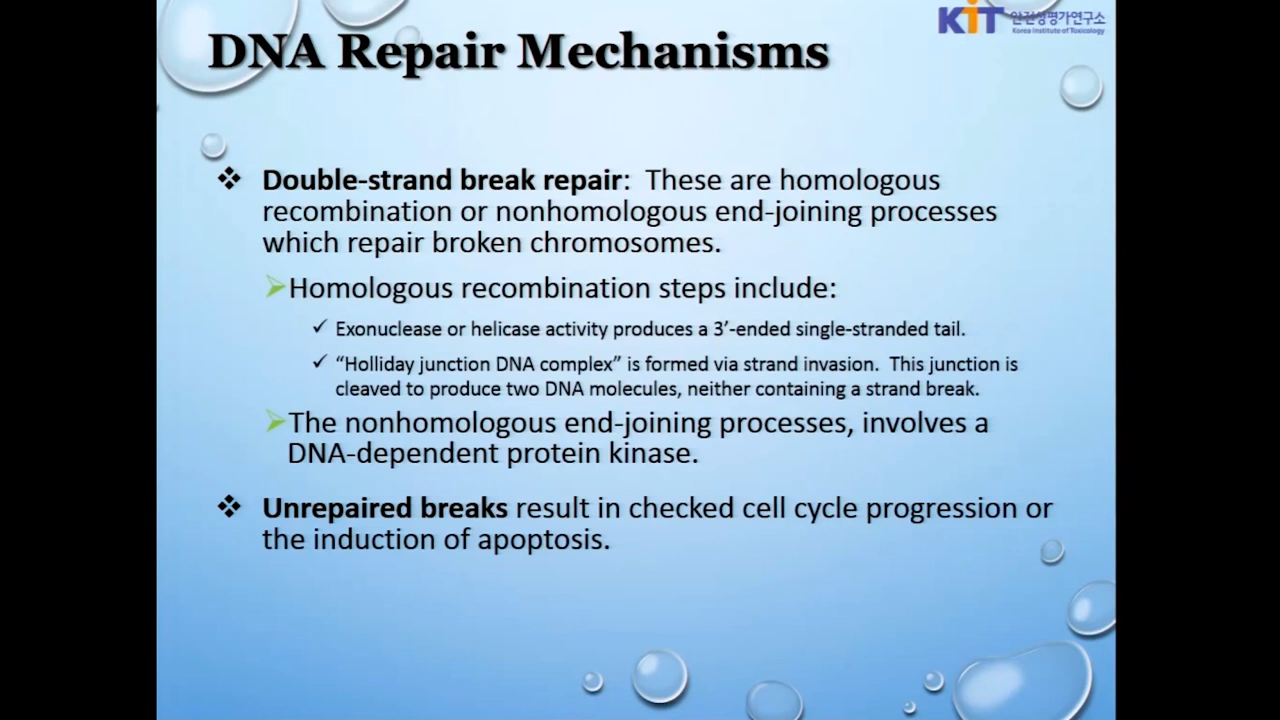 DNA Repair Mechanisms
KIT 안전성평가연구소
Korea Institute of Toxicology
❖ Double-strand break repair: These are homologous
recombination or nonhomologous end-joining processes
which repair broken chromosomes.
➢Homologous recombination steps include:
✓ Exonuclease or helicase activity produces a 3’-ended single-stranded tail.
✓ “Holliday junction DNA complex” is formed via strand invasion. This junction is
cleaved to produce two DNA molecules, neither containing a strand break.
➢The nonhomologous end-joining processes, involves a
DNA-dependent protein kinase.
❖ Unrepaired breaks result in checked cell cycle progression or
the induction of apoptosis.